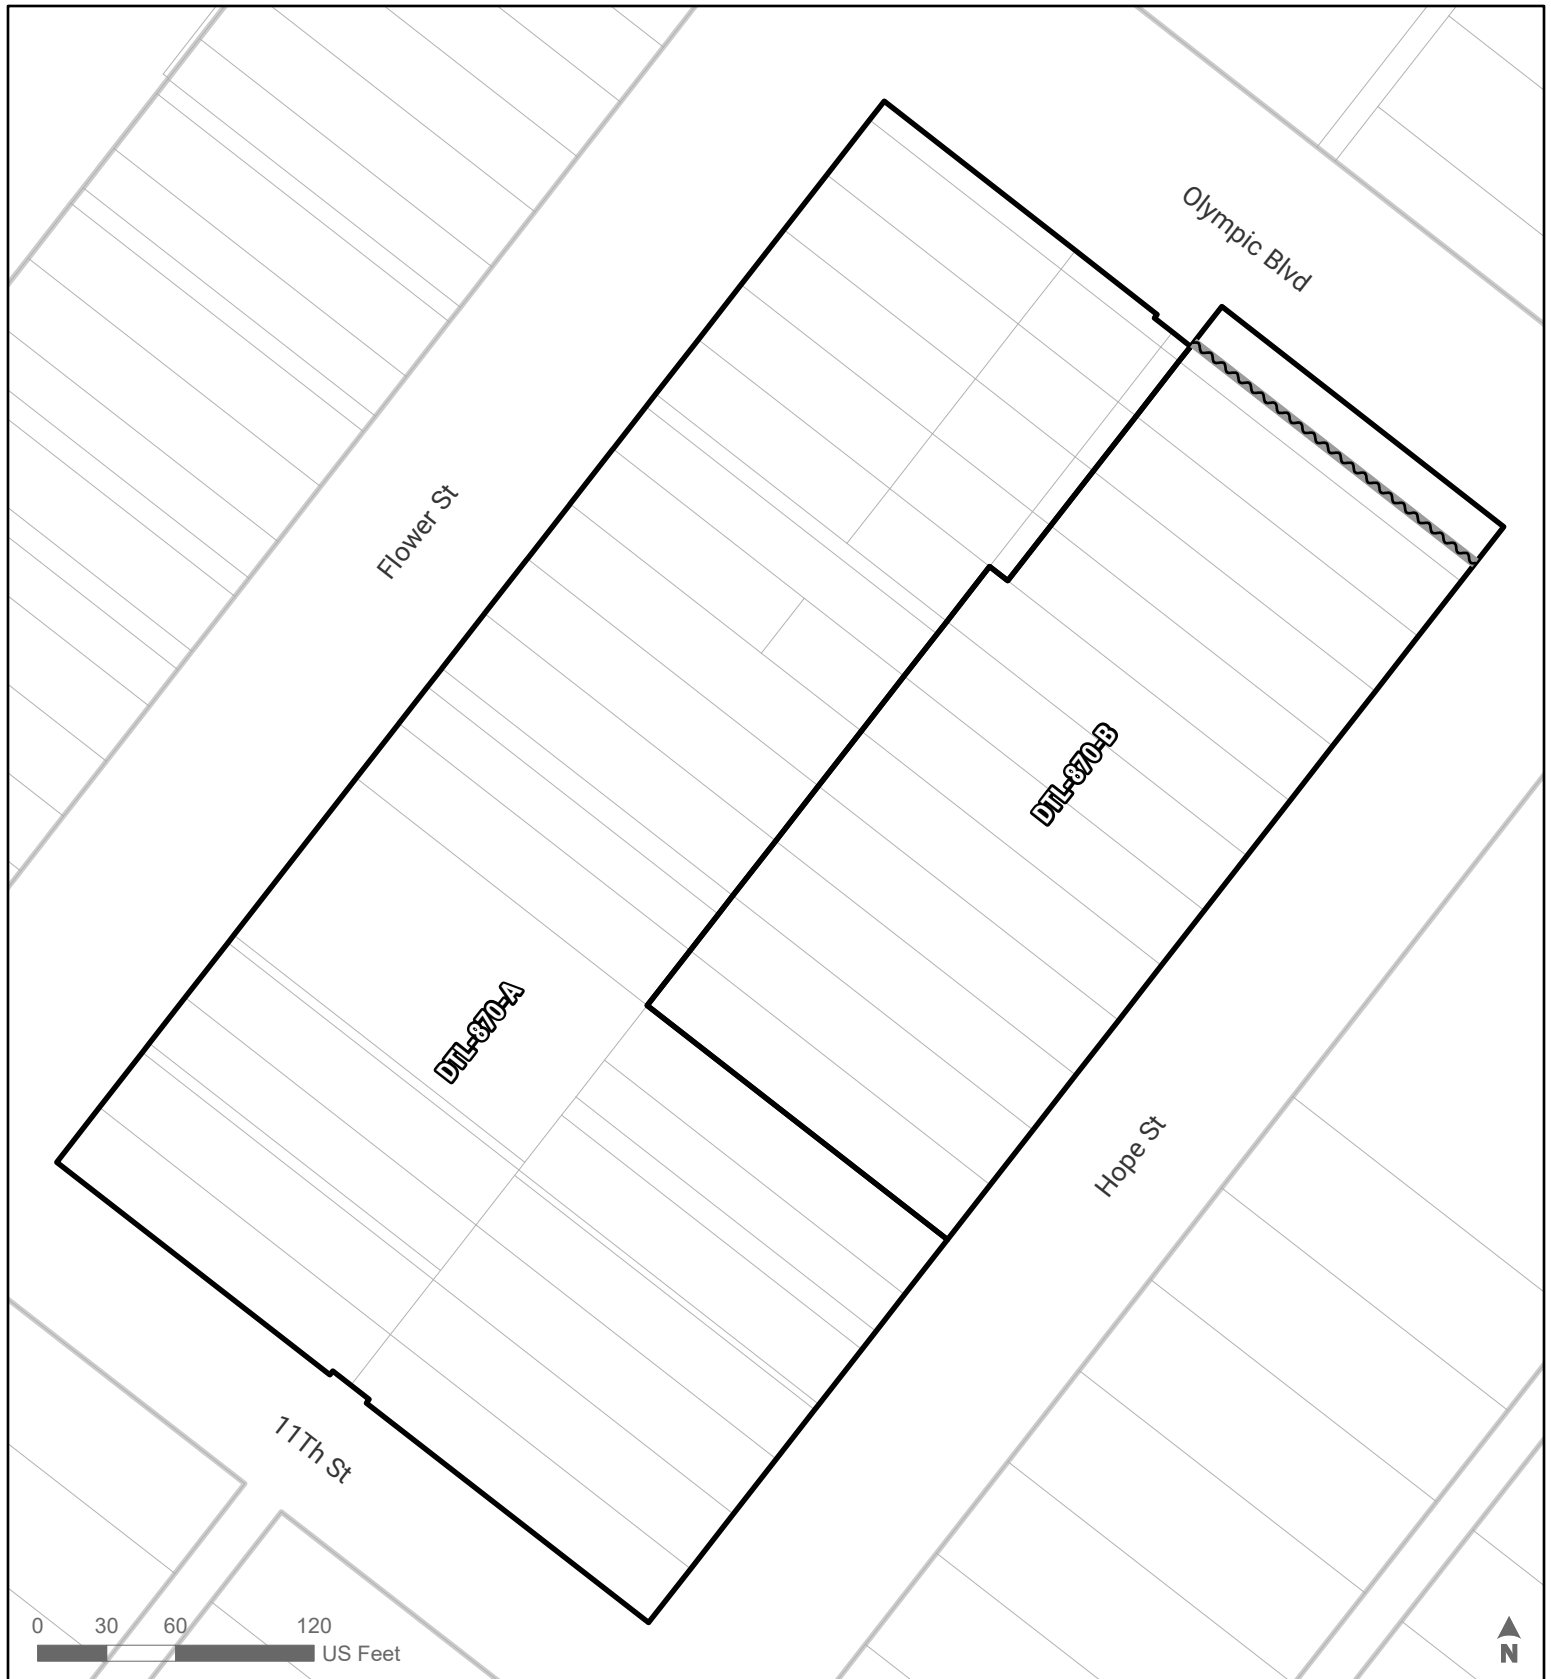 Olympic Blvd
Flower St
DTL-870-B
DTL-870-A
Hope St
11Th St
0 30 60 120
US Feet
N